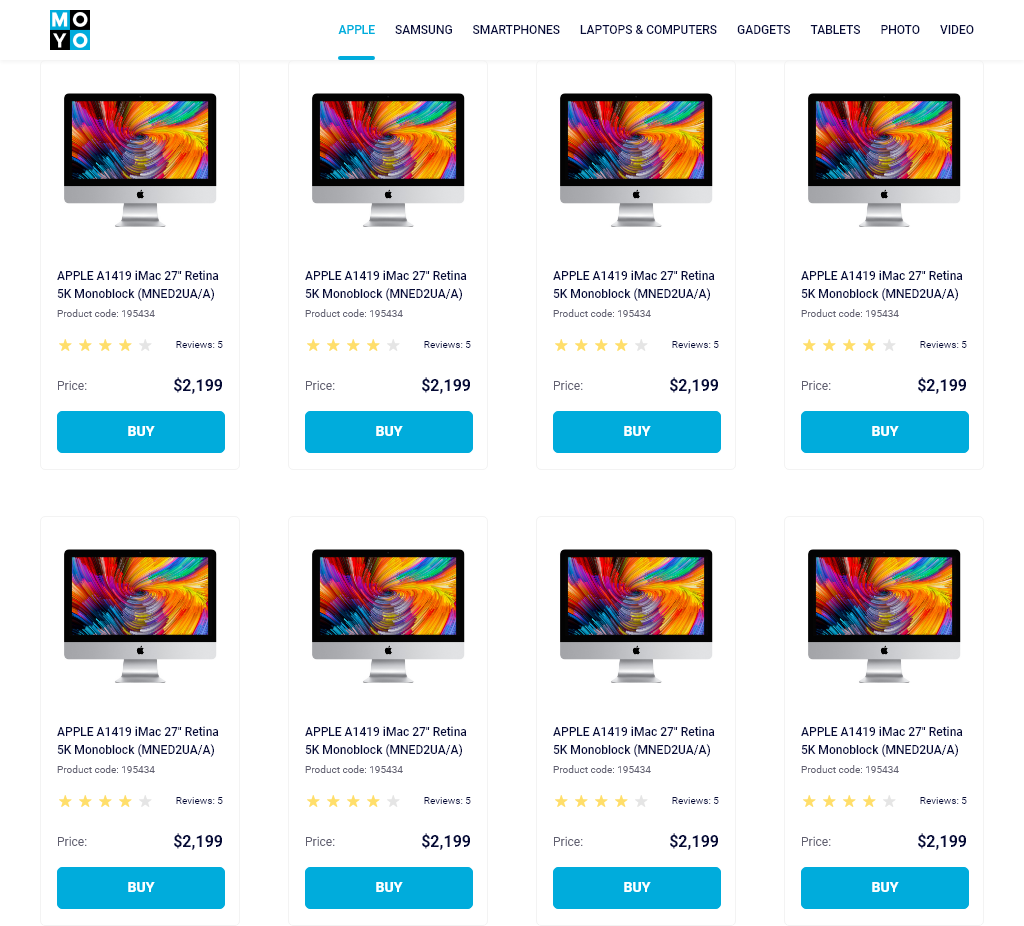 MO
YO
APPLE SAMSUNG SMARTPHONES LAPTOPS & COMPUTERS GADGETS TABLETS PHOTO VIDEO
APPLE A1419 iMac 27" Retina
5K Monoblock (MNED2UA/A)
Product code: 195434
Reviews: 5
Price: $2,199
BUY
APPLE A1419 iMac 27" Retina
5K Monoblock (MNED2UA/A)
Product code: 195434
Reviews: 5
Price: $2,199
BUY
APPLE A1419 iMac 27" Retina
5K Monoblock (MNED2UA/A)
Product code: 195434
Reviews: 5
Price: $2,199
BUY
APPLE A1419 iMac 27" Retina
5K Monoblock (MNED2UA/A)
Product code: 195434
Reviews: 5
Price: $2,199
BUY
APPLE A1419 iMac 27" Retina
5K Monoblock (MNED2UA/A)
Product code: 195434
Reviews: 5
Price: $2,199
BUY
APPLE A1419 iMac 27" Retina
5K Monoblock (MNED2UA/A)
Product code: 195434
Reviews: 5
Price: $2,199
BUY
APPLE A1419 iMac 27" Retina
5K Monoblock (MNED2UA/A)
Product code: 195434
Reviews: 5
Price: $2,199
BUY
APPLE A1419 iMac 27" Retina
5K Monoblock (MNED2UA/A)
Product code: 195434
Reviews: 5
Price: $2,199
BUY